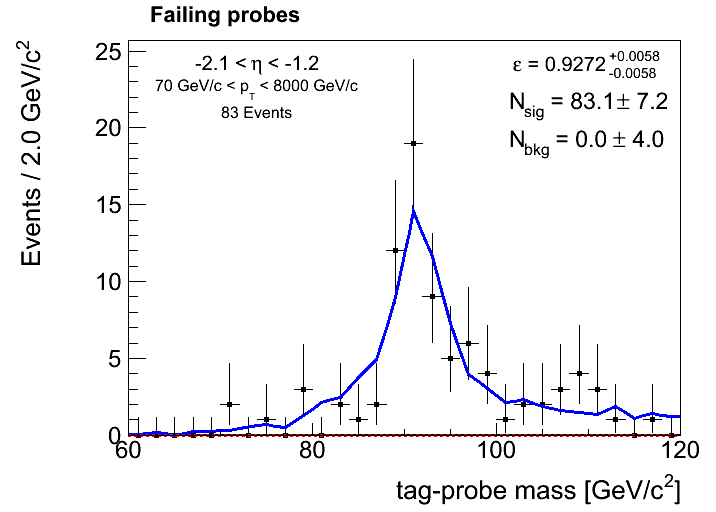 Failing probes
-2.1 < η < -1.2
70 GeV/c < p_T < 8000 GeV/c
83 Events
ε = 0.9272 +0.0058 -0.0058
N_sig = 83.1 ± 7.2
N_bkg = 0.0 ± 4.0
Events / 2.0 GeV/c²
25
20
15
10
5
0
60 80 100 120
tag-probe mass [GeV/c²]